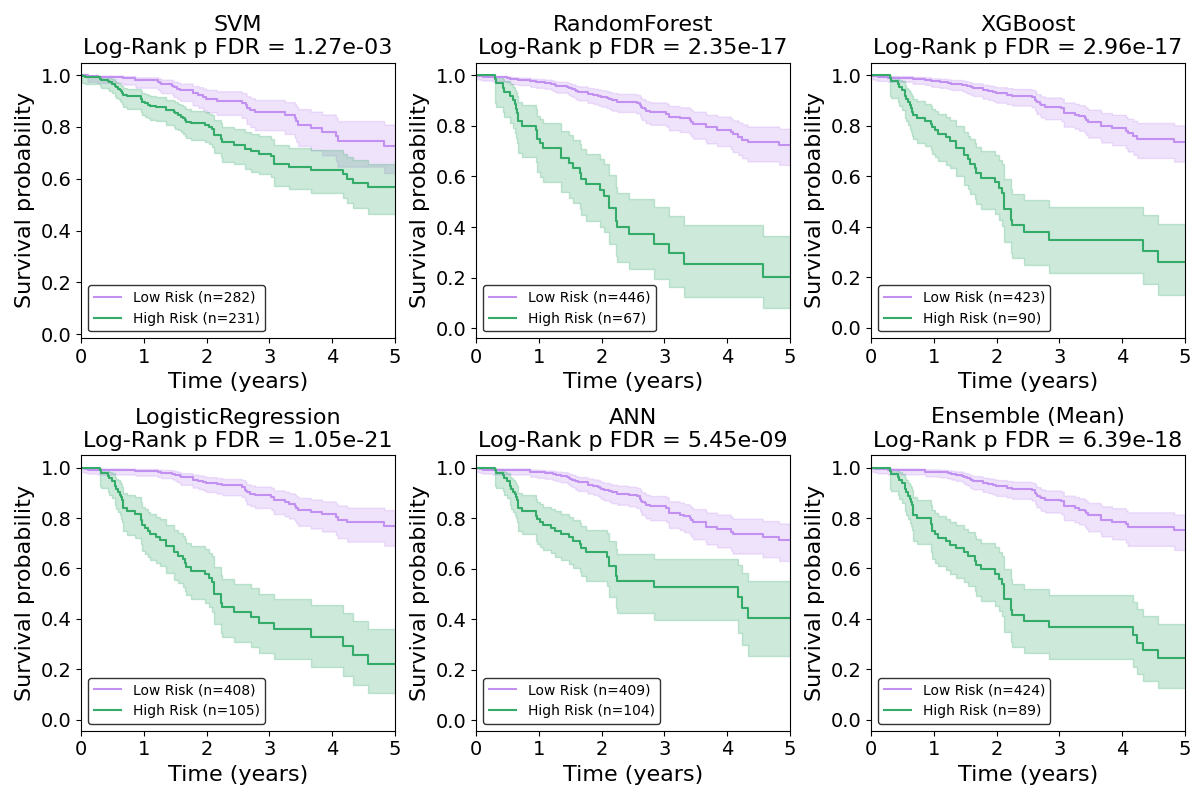 SVM
Log-Rank p FDR = 1.27e-03
Survival probability
1.0
0.8
0.6
0.4
0.2
0.0
Low Risk (n=282)
High Risk (n=231)
0 1 2 3 4 5
Time (years)
RandomForest
Log-Rank p FDR = 2.35e-17
Survival probability
1.0
0.8
0.6
0.4
0.2
0.0
Low Risk (n=446)
High Risk (n=67)
0 1 2 3 4 5
Time (years)
XGBoost
Log-Rank p FDR = 2.96e-17
Survival probability
1.0
0.8
0.6
0.4
0.2
0.0
Low Risk (n=423)
High Risk (n=90)
0 1 2 3 4 5
Time (years)
LogisticRegression
Log-Rank p FDR = 1.05e-21
Survival probability
1.0
0.8
0.6
0.4
0.2
0.0
Low Risk (n=408)
High Risk (n=105)
0 1 2 3 4 5
Time (years)
ANN
Log-Rank p FDR = 5.45e-09
Survival probability
1.0
0.8
0.6
0.4
0.2
0.0
Low Risk (n=409)
High Risk (n=104)
0 1 2 3 4 5
Time (years)
Ensemble (Mean)
Log-Rank p FDR = 6.39e-18
Survival probability
1.0
0.8
0.6
0.4
0.2
0.0
Low Risk (n=424)
High Risk (n=89)
0 1 2 3 4 5
Time (years)